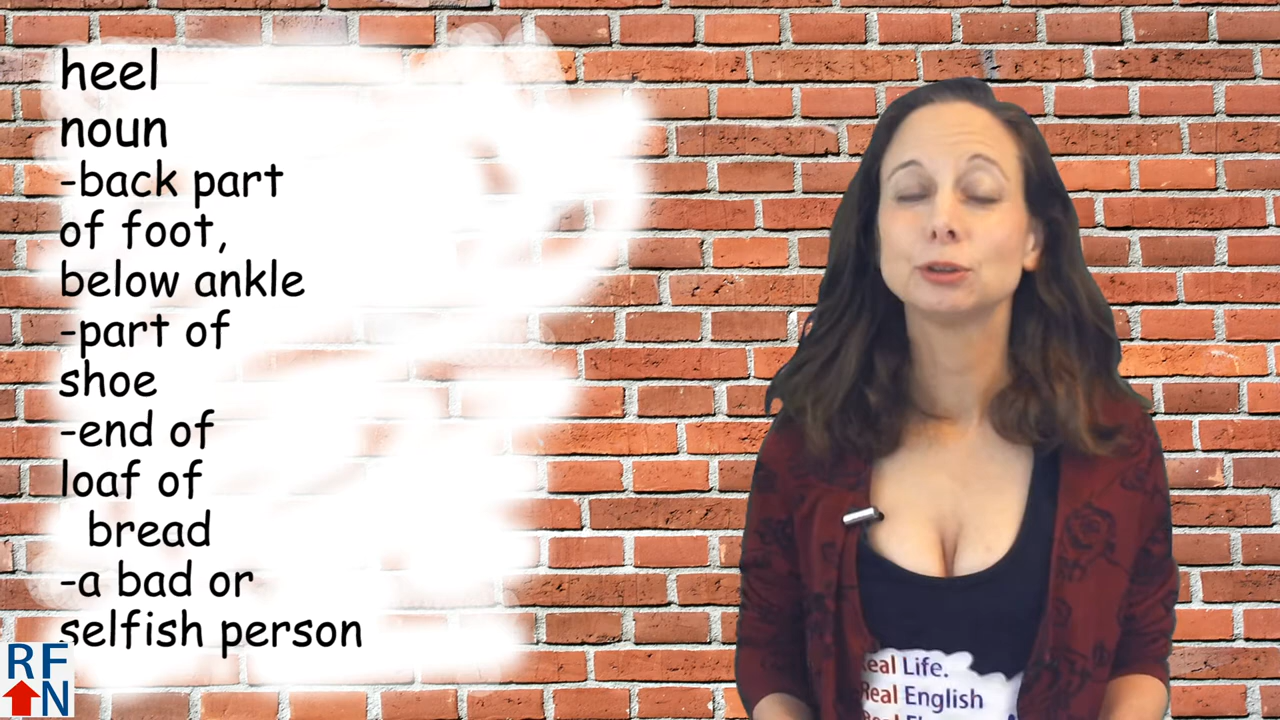 heel
noun
-back part
of foot,
below ankle
-part of
shoe
-end of
loaf of
bread
-a bad or
selfish person
RF
N
Real Life.
Real English
Real